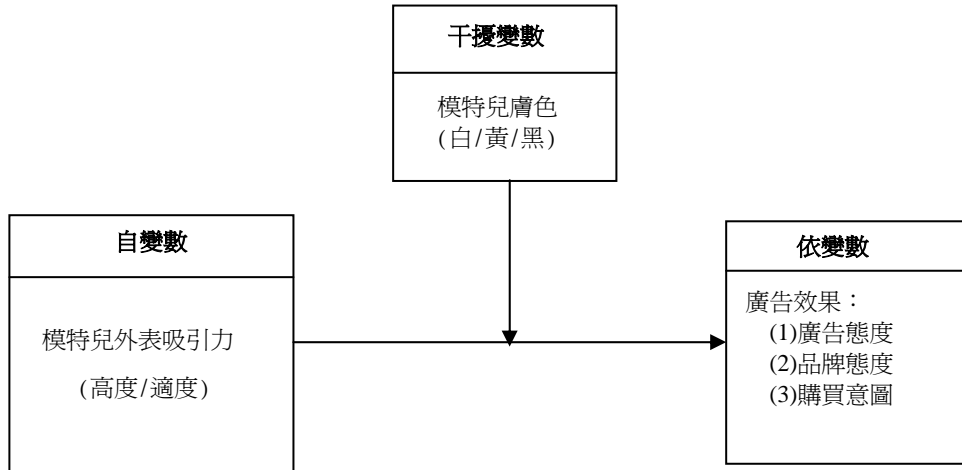 干擾變數
模特兒膚色
(白/黃/黑)
自變數
模特兒外表吸引力
(高度/適度)
依變數
廣告效果：
(1)廣告態度
(2)品牌態度
(3)購買意圖